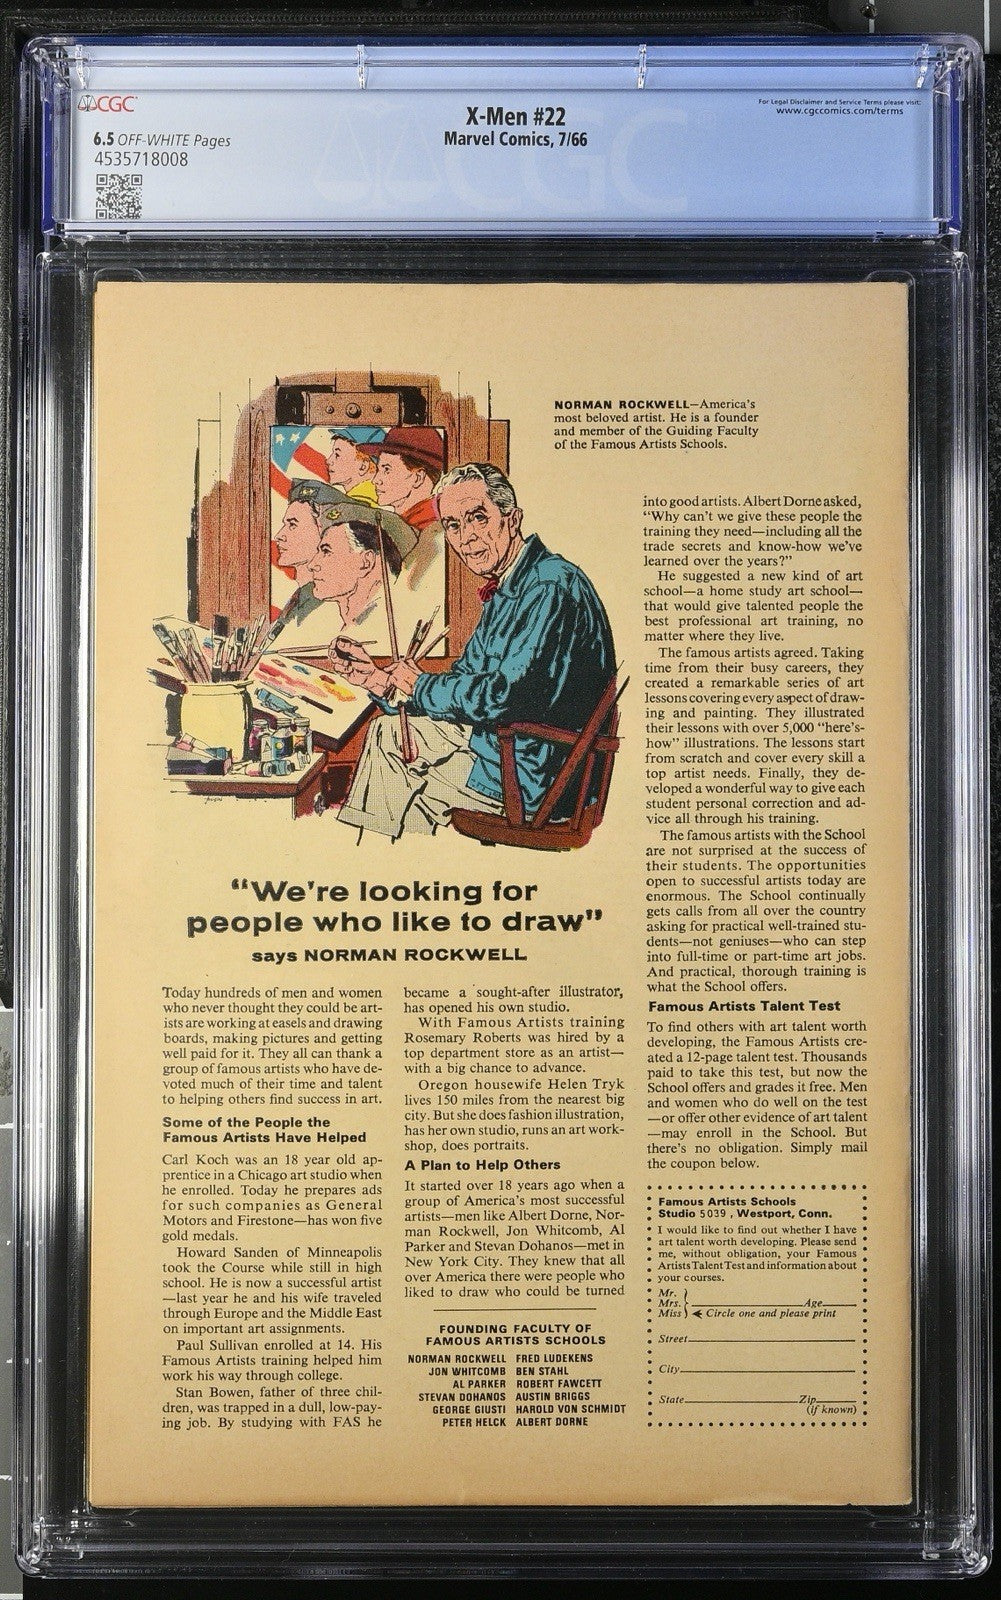 CGC
6.5 OFF-WHITE Pages
4535718008
X-Men #22
Marvel Comics, 7/66
For Legal Disclaimer and Service Terms please visit:
www.cgccomics.com/terms
CGC
NORMAN ROCKWELL—America's
most beloved artist. He is a founder
and member of the Guiding Faculty
of the Famous Artists Schools.
"We're looking for
people who like to draw"
says NORMAN ROCKWELL
Today hundreds of men and women
who never thought they could be art-
ists are working at easels and drawing
boards, making pictures and getting
well paid for it. They all can thank a
group of famous artists who have de-
voted much of their time and talent
to helping others find success in art.
Some of the People the
Famous Artists Have Helped
Carl Koch was an 18 year old ap-
prentice in a Chicago art studio when
he enrolled. Today he prepares ads
for such companies as General
Motors and Firestone—has won five
gold medals.
Howard Sanden of Minneapolis
took the Course while still in high
school. He is now a successful artist
—last year he and his wife traveled
through Europe and the Middle East
on important art assignments.
Paul Sullivan enrolled at 14. His
Famous Artists training helped him
work his way through college.
Stan Bowen, father of three chil-
dren, was trapped in a dull, low-pay-
ing job. By studying with FAS he
became a sought-after illustrator,
has opened his own studio.
With Famous Artists training
Rosemary Roberts was hired by a
top department store as an artist—
with a big chance to advance.
Oregon housewife Helen Tryk
lives 150 miles from the nearest big
city. But she does fashion illustration,
has her own studio, runs an art work-
shop, does portraits.
A Plan to Help Others
It started over 18 years ago when a
group of America's most successful
artists—men like Albert Dorne, Nor-
man Rockwell, Jon Whitcomb, Al
Parker and Stevan Dohanos—met in
New York City. They knew that all
over America there were people who
liked to draw who could be turned
FOUNDING FACULTY OF
FAMOUS ARTISTS SCHOOLS
NORMAN ROCKWELL FRED LUDEKENS
JON WHITCOMB BEN STAHL
AL PARKER ROBERT FAWCETT
STEVAN DOHANOS AUSTIN BRIGGS
GEORGE GIUSTI HAROLD VON SCHMIDT
PETER HELCK ALBERT DORNE
into good artists. Albert Dorne asked,
"Why can't we give these people the
training they need—including all the
trade secrets and know-how we've
learned over the years?"
He suggested a new kind of art
school—a home study art school—
that would give talented people the
best professional art training, no
matter where they live.
The famous artists agreed. Taking
time from their busy careers, they
created a remarkable series of art
lessons covering every aspect of draw-
ing and painting. They illustrated
their lessons with over 5,000 "here's-
how" illustrations. The lessons start
from scratch and cover every skill a
top artist needs. Finally, they de-
veloped a wonderful way to give each
student personal correction and ad-
vice all through his training.
The famous artists with the School
are not surprised at the success of
their students. The opportunities
open to successful artists today are
enormous. The School continually
gets calls from all over the country
asking for practical well-trained stu-
dents—not geniuses—who can step
into full-time or part-time art jobs.
And practical, thorough training is
what the School offers.
Famous Artists Talent Test
To find others with art talent worth
developing, the Famous Artists cre-
ated a 12-page talent test. Thousands
paid to take this test, but now the
School offers and grades it free. Men
and women who do well on the test
—or offer other evidence of art talent
—may enroll in the School. But
there's no obligation. Simply mail
the coupon below.
Famous Artists Schools
Studio 5039, Westport, Conn.
I would like to find out whether I have
art talent worth developing. Please send
me, without obligation, your Famous
Artists Talent Test and information about
your courses.
Mr.
Mrs. Age
Miss Circle one and please print
Street
City
State Zip
(if known)